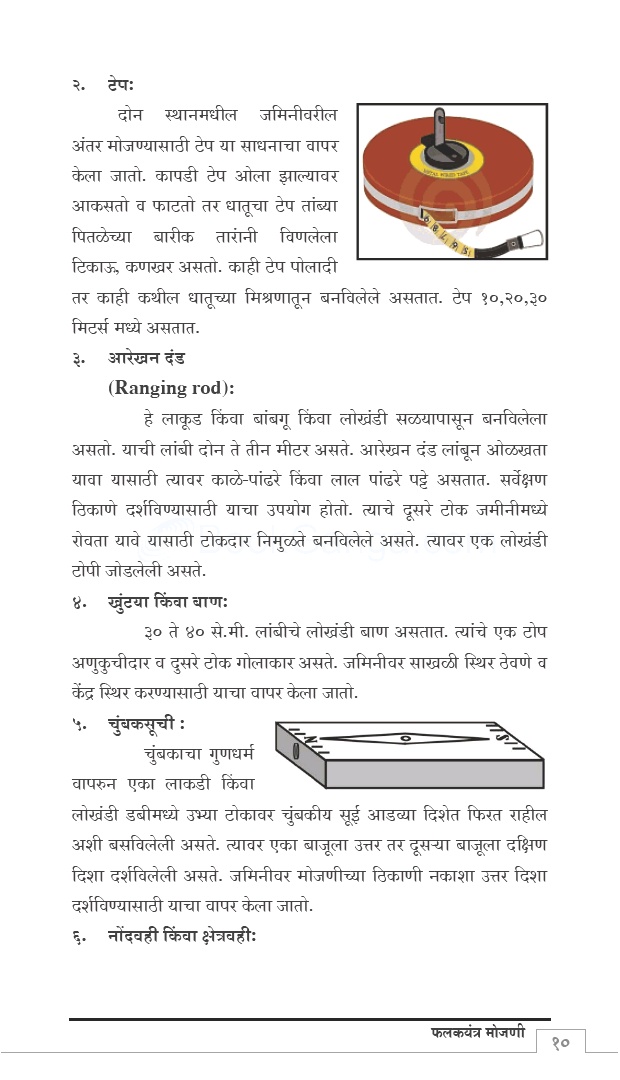 २. टेप:
दोन स्थानमधील जमिनीवरील
अंतर मोजण्यासाठी टेप या साधनाचा वापर
केला जातो. कापडी टेप ओला झाल्यावर
आकसतो व फाटतो तर धातूचा टेप तांब्या
पितळेच्या बारीक तारांनी विणलेला
टिकाऊ, कणखर असतो. काही टेप पोलादी
तर काही कथील धातूच्या मिश्रणातून बनविलेले असतात. टेप १०,२०,३०
मिटर्स मध्ये असतात.
३. आरेखन दंड
(Ranging rod):
हे लाकूड किंवा बांबगू किंवा लोखंडी सळयापासून बनविलेला
असतो. याची लांबी दोन ते तीन मीटर असते. आरेखन दंड लांबून ओळखता
यावा यासाठी त्यावर काळे-पांढरे किंवा लाल पांढरे पट्टे असतात. सर्वेक्षण
ठिकाणे दर्शविण्यासाठी याचा उपयोग होतो. त्याचे दूसरे टोक जमीनीमध्ये
रोवता यावे यासाठी टोकदार निमुळते बनविलेले असते. त्यावर एक लोखंडी
टोपी जोडलेली असते.
४. खुंटया किंवा बाण:
३० ते ४० से.मी. लांबीचे लोखंडी बाण असतात. त्यांचे एक टोप
अणुकुचीदार व दुसरे टोक गोलाकार असते. जमिनीवर साखळी स्थिर ठेवणे व
केंद्र स्थिर करण्यासाठी याचा वापर केला जातो.
५. चुंबकसूची :
N S
चुंबकाचा गुणधर्म
वापरुन एका लाकडी किंवा
लोखंडी डबीमध्ये उभ्या टोकावर चुंबकीय सूई आडव्या दिशेत फिरत राहील
अशी बसविलेली असते. त्यावर एका बाजूला उत्तर तर दूसऱ्या बाजूला दक्षिण
दिशा दर्शविलेली असते. जमिनीवर मोजणीच्या ठिकाणी नकाशा उत्तर दिशा
दर्शविण्यासाठी याचा वापर केला जातो.
६. नोंदवही किंवा क्षेत्रवही:
फलकयंत्र मोजणी
१०